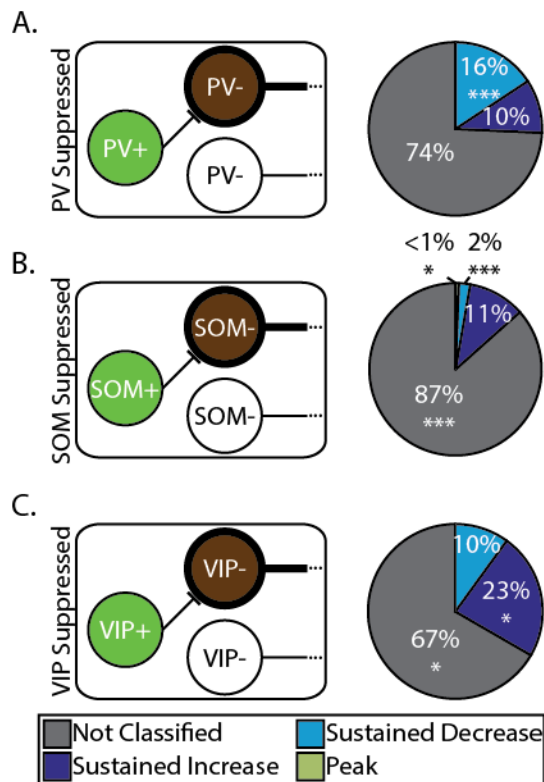 A.
PV Suppressed
PV+
PV-
PV-
16%
***
10%
74%
B.
SOM Suppressed
SOM+
SOM-
SOM-
<1% 2%
* ***
11%
87%
***
C.
VIP Suppressed
VIP+
VIP-
VIP-
10%
23%
*
67%
*
Not Classified Sustained Decrease
Sustained Increase Peak